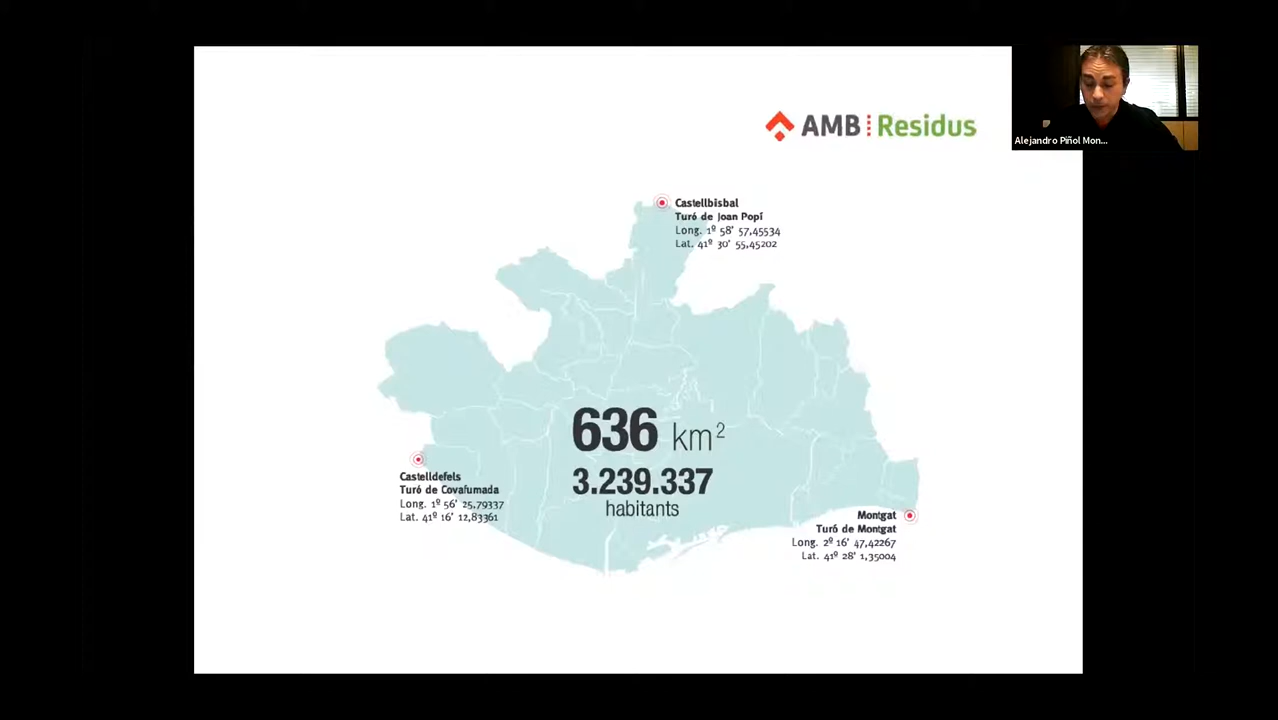 AMB Residus
Alejandro Piñol Mon...
Castellbisbal
Turó de Joan Popí
Long. 1º 58' 57,45534
Lat. 41º 30' 55,45202
636 km²
3.239.337
habitants
Castelldefels
Turó de Covafumada
Long. 1º 56' 25,79337
Lat. 41º 16' 12,83361
Montgat
Turó de Montgat
Long. 2º 16' 47,42267
Lat. 41º 28' 1,35004